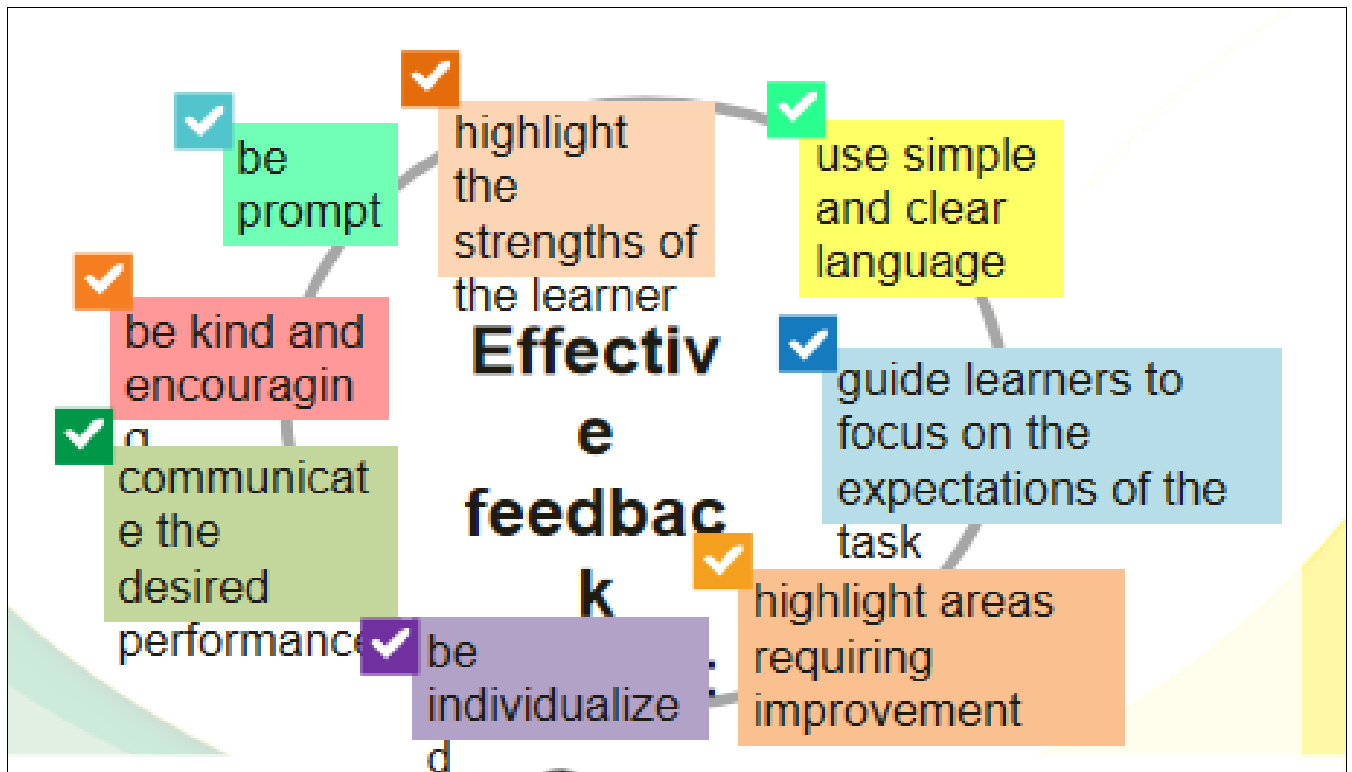 be
prompt
highlight
the
strengths of
the learner
use simple
and clear
language
be kind and
encouragin
g
Effectiv
e
feedbac
k
guide learners to
focus on the
expectations of the
task
communicat
e the
desired
performance
be
individualize
d
highlight areas
requiring
improvement